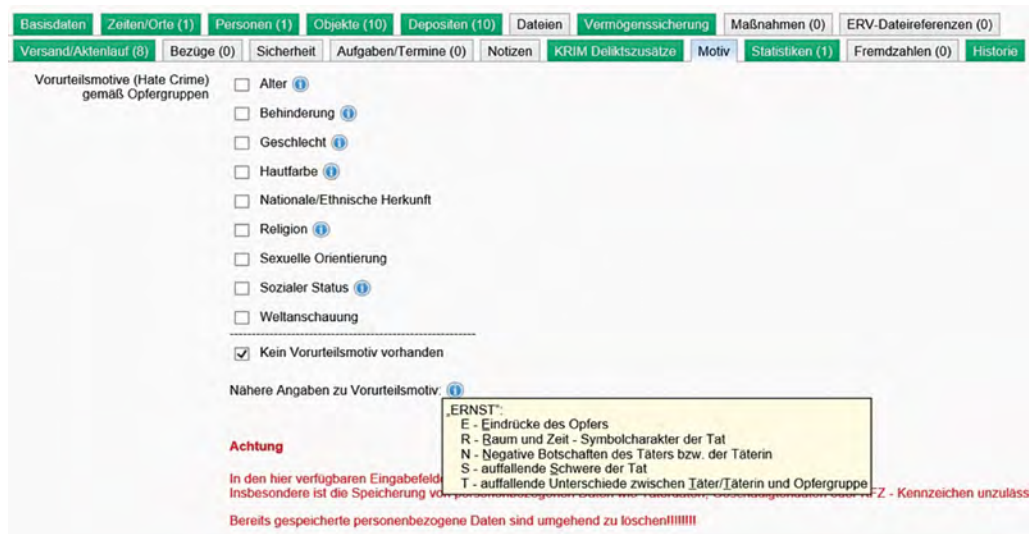 Basisdaten Zeiten/Orte (1) Personen (1) Objekte (10) Depositen (10) Dateien Vermögenssicherung Maßnahmen (0) ERV-Dateireferenzen (0)
Versand/Aktenlauf (8) Bezüge (0) Sicherheit Aufgaben/Termine (0) Notizen KRIM Deliktszusätze Motiv Statistiken (1) Fremdzahlen (0) Historie
Vorurteilsmotive (Hate Crime)
gemäß Opfergruppen
Alter
Behinderung
Geschlecht
Hautfarbe
Nationale/Ethnische Herkunft
Religion
Sexuelle Orientierung
Sozialer Status
Weltanschauung
Kein Vorurteilsmotiv vorhanden
Nähere Angaben zu Vorurteilsmotiv:
„ERNST":
E - Eindrücke des Opfers
R - Raum und Zeit - Symbolcharakter der Tat
N - Negative Botschaften des Täters bzw. der Täterin
S - auffallende Schwere der Tat
T - auffallende Unterschiede zwischen Täter/Täterin und Opfergruppe
Achtung
In den hier verfügbaren Eingabefelde
Insbesondere ist die Speicherung - Kennzeichen unzuläss
Bereits gespeicherte personenbezogene Daten sind umgehend zu löschen!!!!!!!!